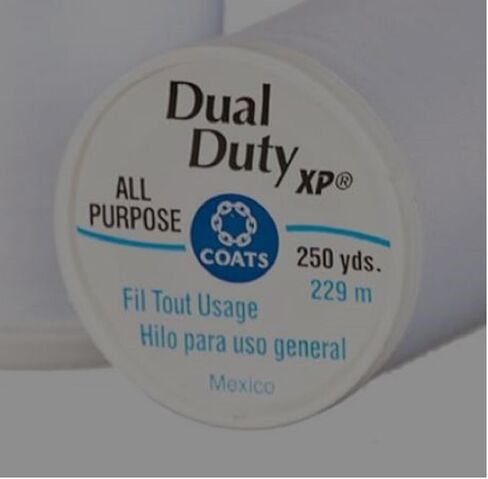 Dual
Duty XP®
ALL
PURPOSE
COATS
250 yds.
229 m
Fil Tout Usage
Hilo para uso general
Mexico